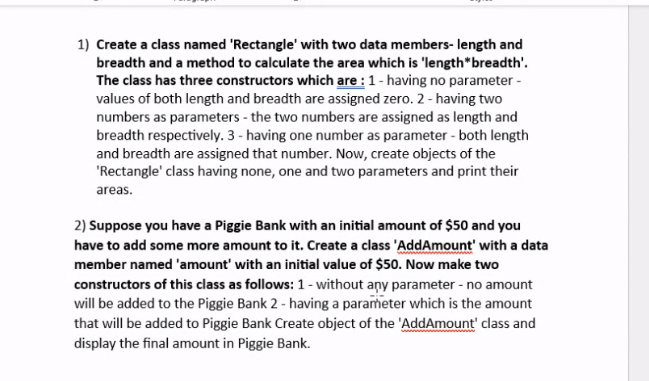 1) Create a class named 'Rectangle' with two data members- length and
breadth and a method to calculate the area which is 'length*breadth'.
The class has three constructors which are : 1 - having no parameter -
values of both length and breadth are assigned zero. 2 - having two
numbers as parameters - the two numbers are assigned as length and
breadth respectively. 3 - having one number as parameter - both length
and breadth are assigned that number. Now, create objects of the
'Rectangle' class having none, one and two parameters and print their
areas.
2) Suppose you have a Piggie Bank with an initial amount of $50 and you
have to add some more amount to it. Create a class 'AddAmount' with a data
member named 'amount' with an initial value of $50. Now make two
constructors of this class as follows: 1 - without any parameter - no amount
will be added to the Piggie Bank 2 - having a parameter which is the amount
that will be added to Piggie Bank Create object of the 'AddAmount' class and
display the final amount in Piggie Bank.